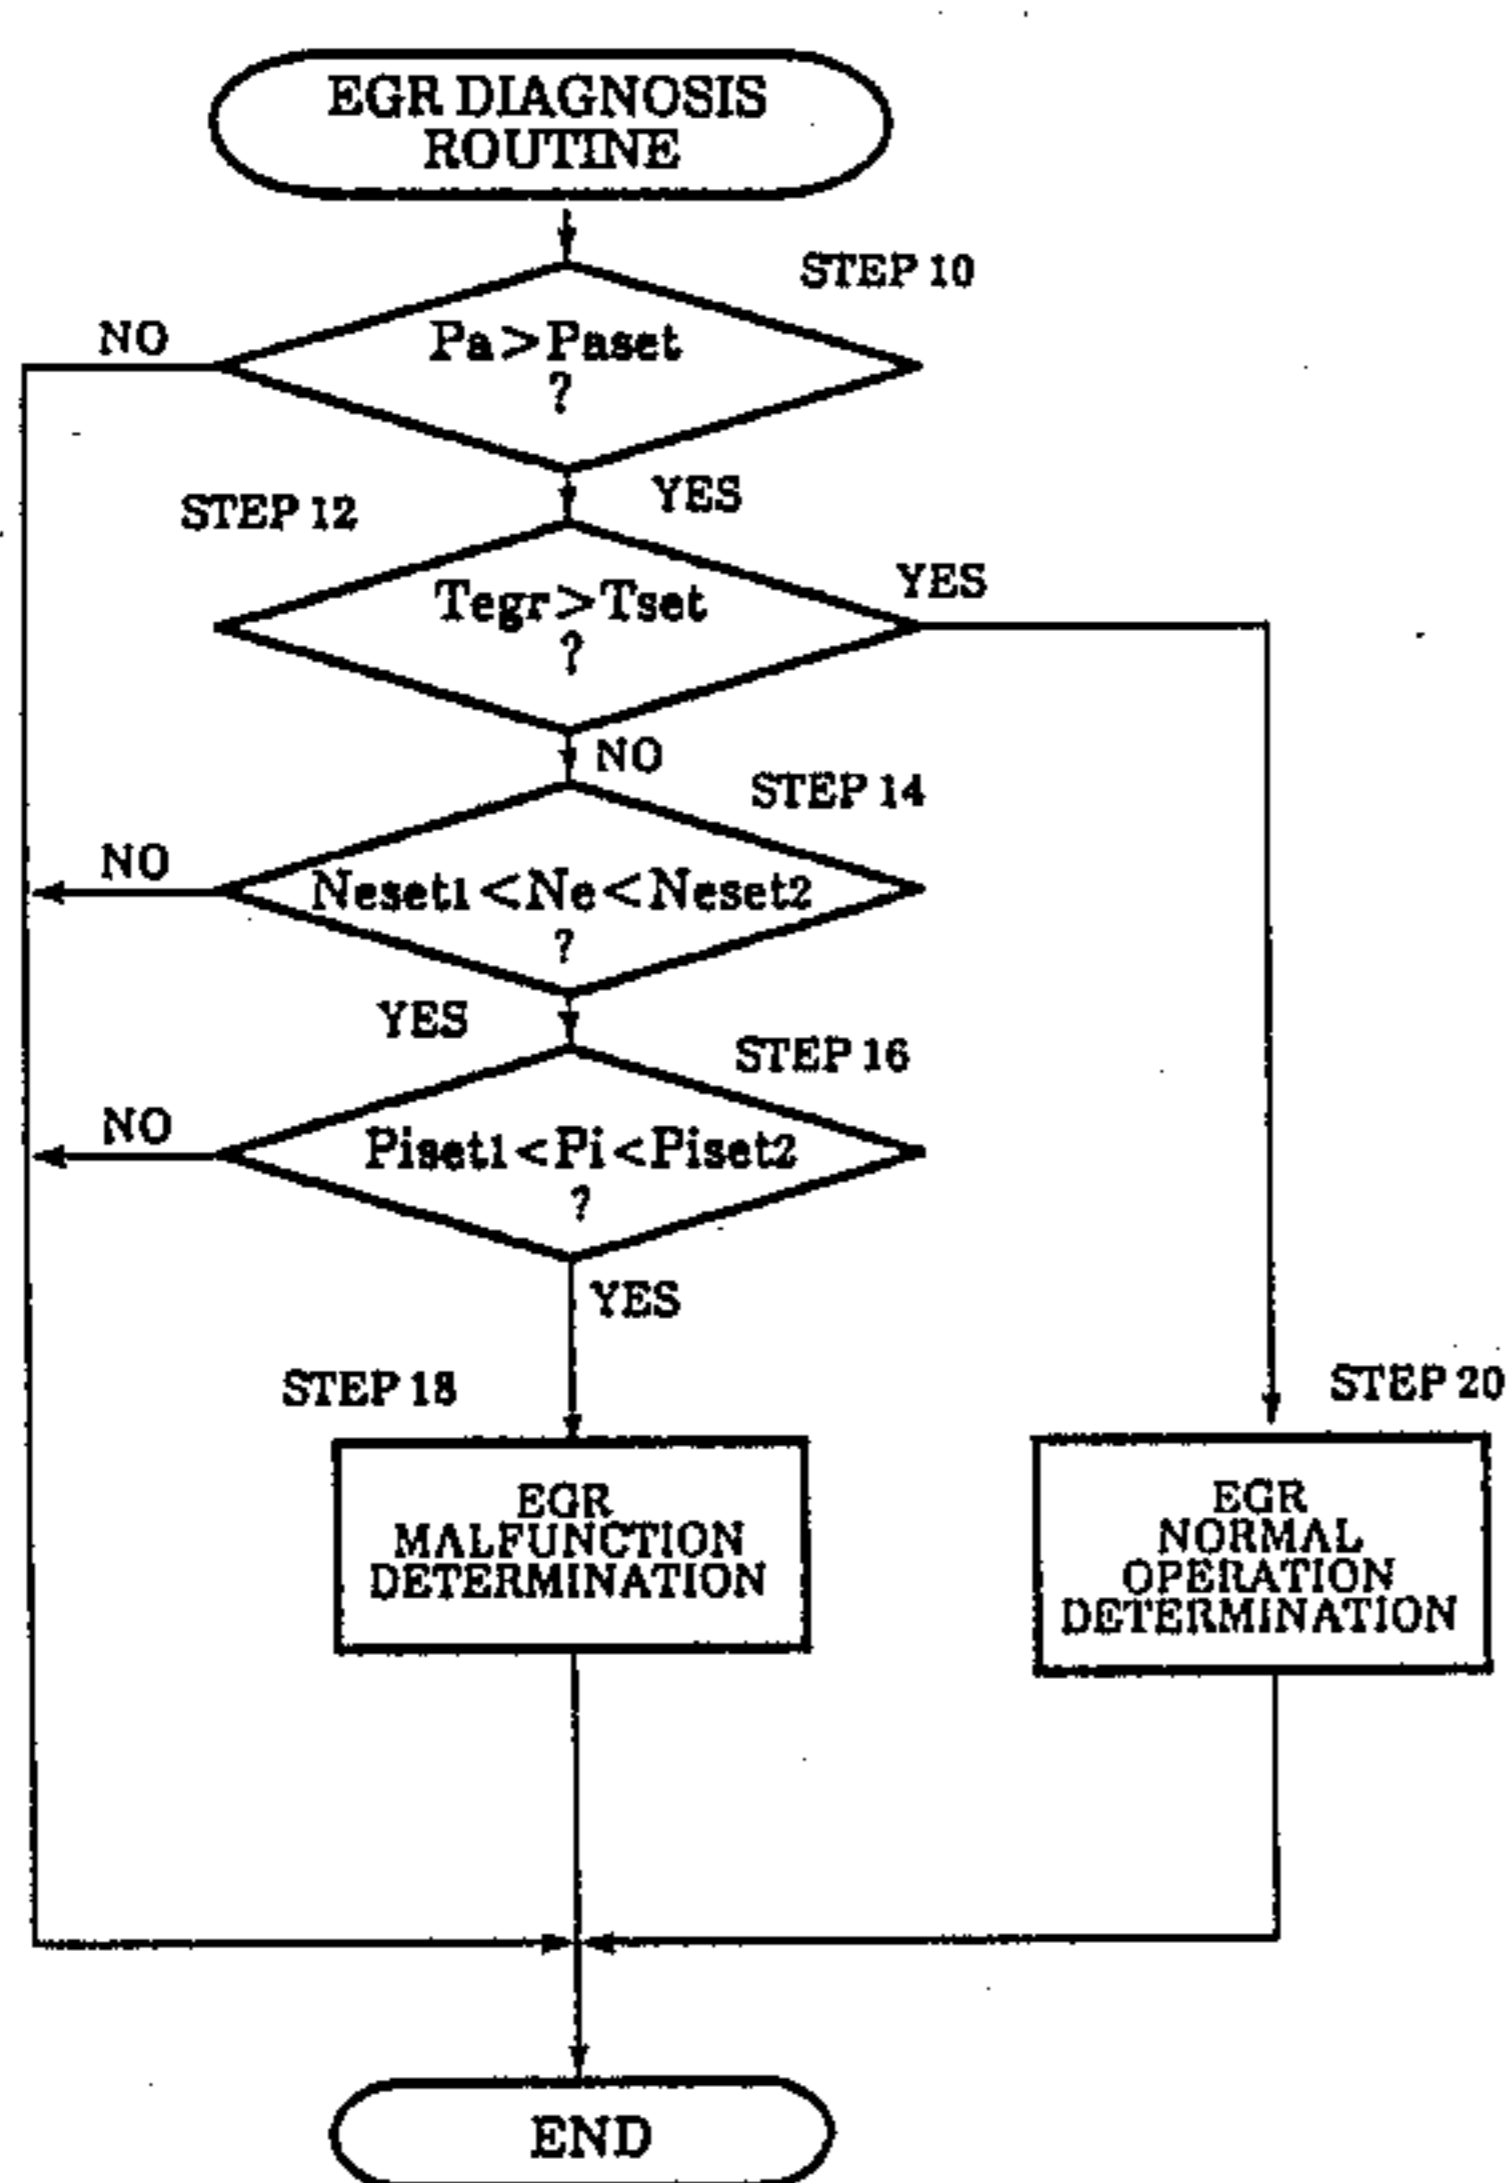 EGR DIAGNOSIS
ROUTINE
STEP 10
NO
Pa>Paset
?
YES
STEP 12
Tegr>Tset
?
YES
NO
STEP 14
NO
Neset1<Ne<Neset2
?
YES
STEP 16
NO
Piset1<Pi<Piset2
?
YES
STEP 18
STEP 20
EGR
MALFUNCTION
DETERMINATION
EGR
NORMAL
OPERATION
DETERMINATION
END